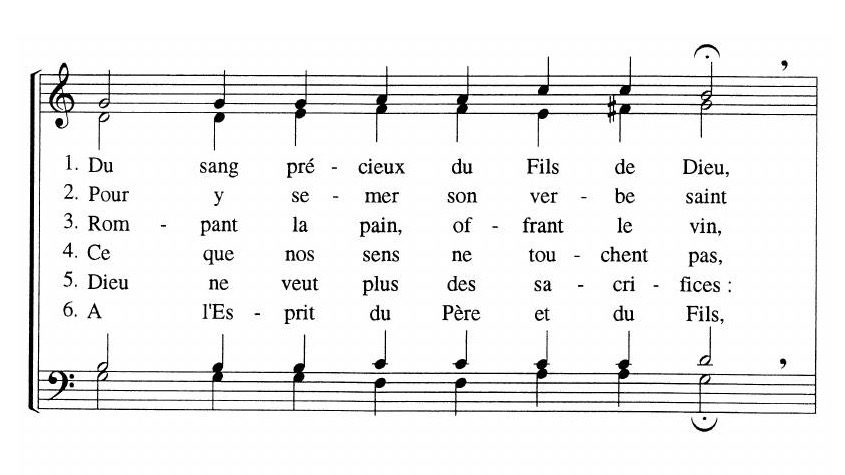 1. Du sang pré - cieux du Fils de Dieu,
2. Pour y se - mer son ver - be saint
3. Rom - pant la pain, of - frant le vin,
4. Ce que nos sens ne tou - chent pas,
5. Dieu ne veut plus des sa - cri - fices :
6. A l'Es - prit du Père et du Fils,